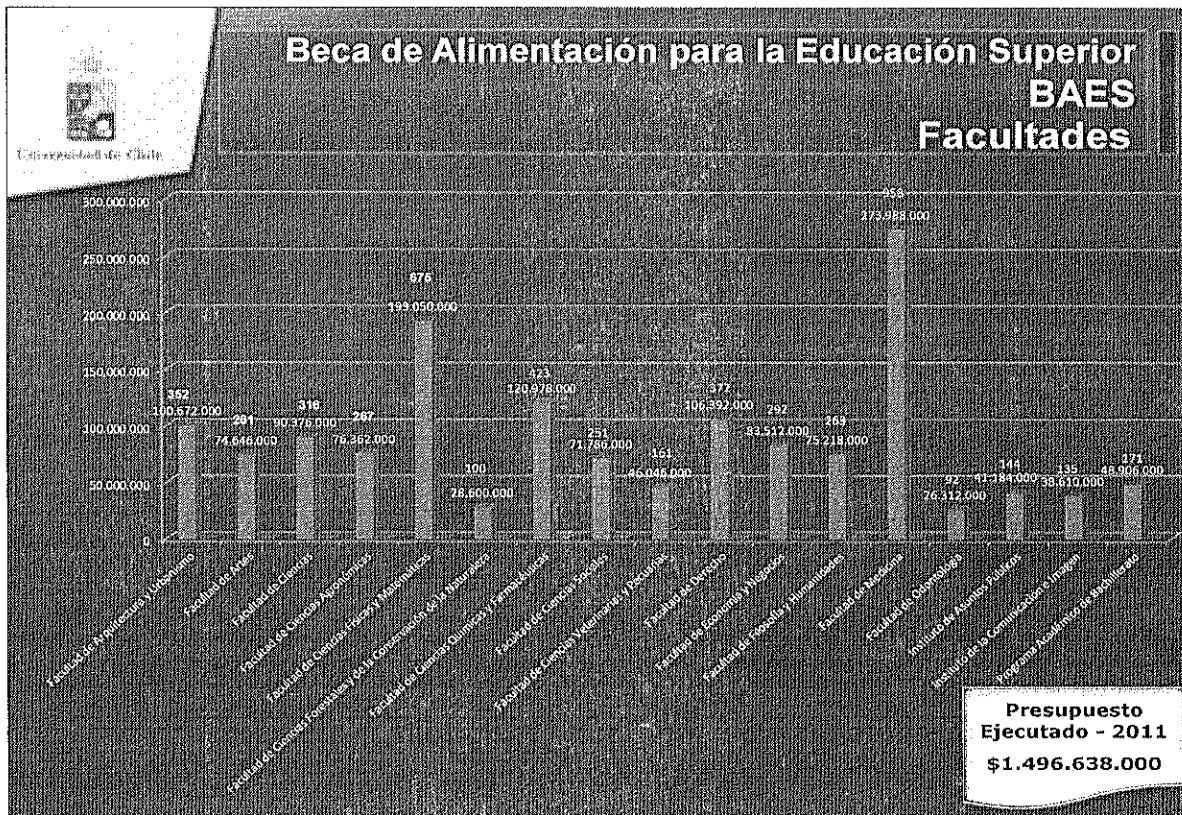 Universidad de Chile
Beca de Alimentación para la Educación Superior
BAES
Facultades
300.000.000
250.000.000
200.000.000
150.000.000
100.000.000
50.000.000
0
352
100.672.000
261
74.646.000
316
90.376.000
267
76.362.000
675
193.050.000
100
28.600.000
423
120.978.000
251
71.786.000
161
46.046.000
377
106.392.000
292
83.512.000
263
75.218.000
958
273.988.000
92
26.312.000
144
41.184.000
135
38.610.000
171
48.906.000
Facultad de Arquitectura y Urbanismo
Facultad de Artes
Facultad de Ciencias
Facultad de Ciencias Agronómicas
Facultad de Ciencias Físicas y Matemáticas
Facultad de Ciencias Forestales y de la Conservación de la Naturaleza
Facultad de Ciencias Químicas y Farmacéuticas
Facultad de Ciencias Sociales
Facultad de Ciencias Veterinarias y Pecuarias
Facultad de Derecho
Facultad de Economía y Negocios
Facultad de Filosofía y Humanidades
Facultad de Medicina
Facultad de Odontología
Instituto de Asuntos Públicos
Instituto de la Comunicación e Imagen
Programa Académico de Bachillerato
Presupuesto
Ejecutado - 2011
$1.496.638.000